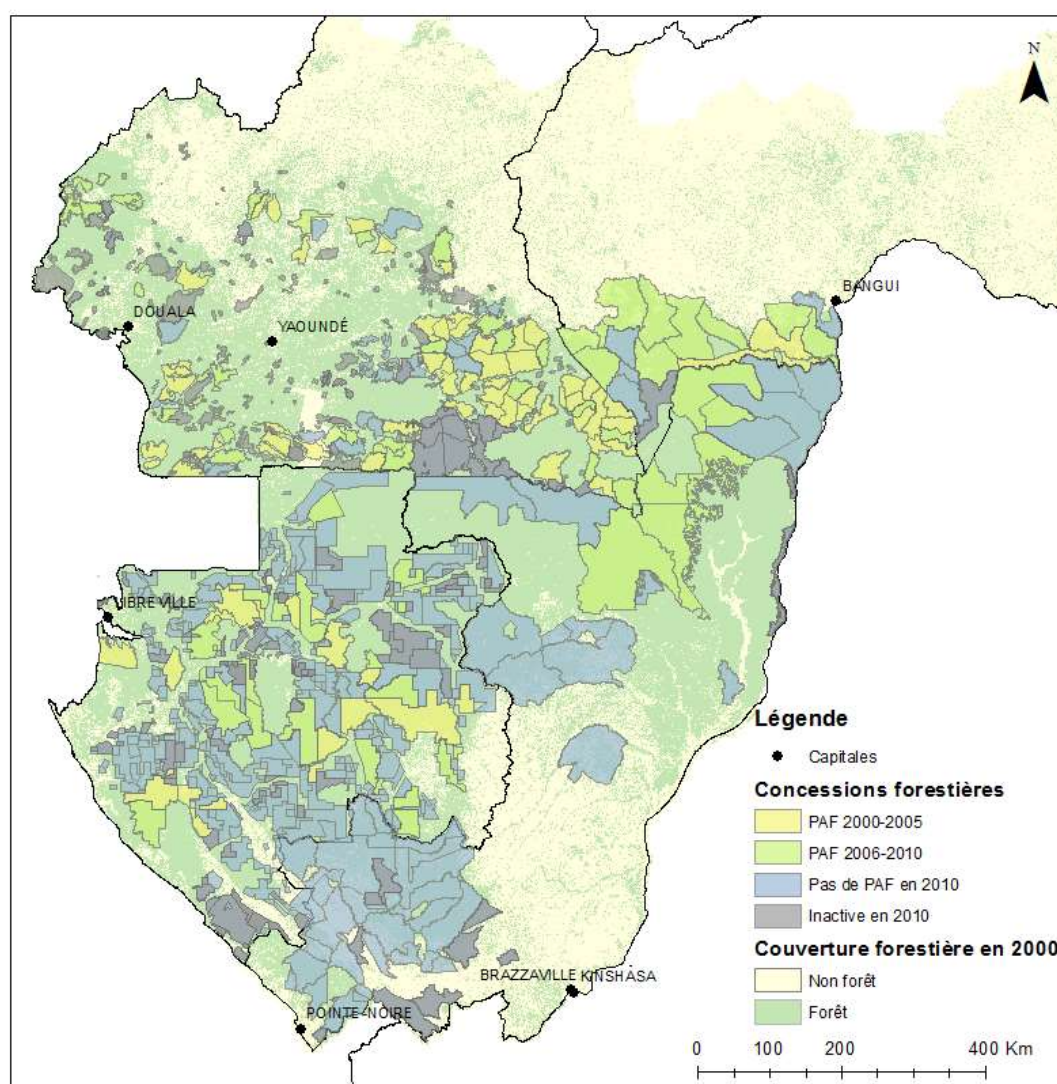 N
BANGUI
DOUALA
YAOUNDÉ
LIBREVILLE
Légende
Capitales
Concessions forestières
PAF 2000-2005
PAF 2006-2010
Pas de PAF en 2010
Inactive en 2010
Couverture forestière en 2000
Non forêt
Forêt
BRAZZAVILLE KINSHASA
POINTE-NOIRE
0 100 200 400 Km